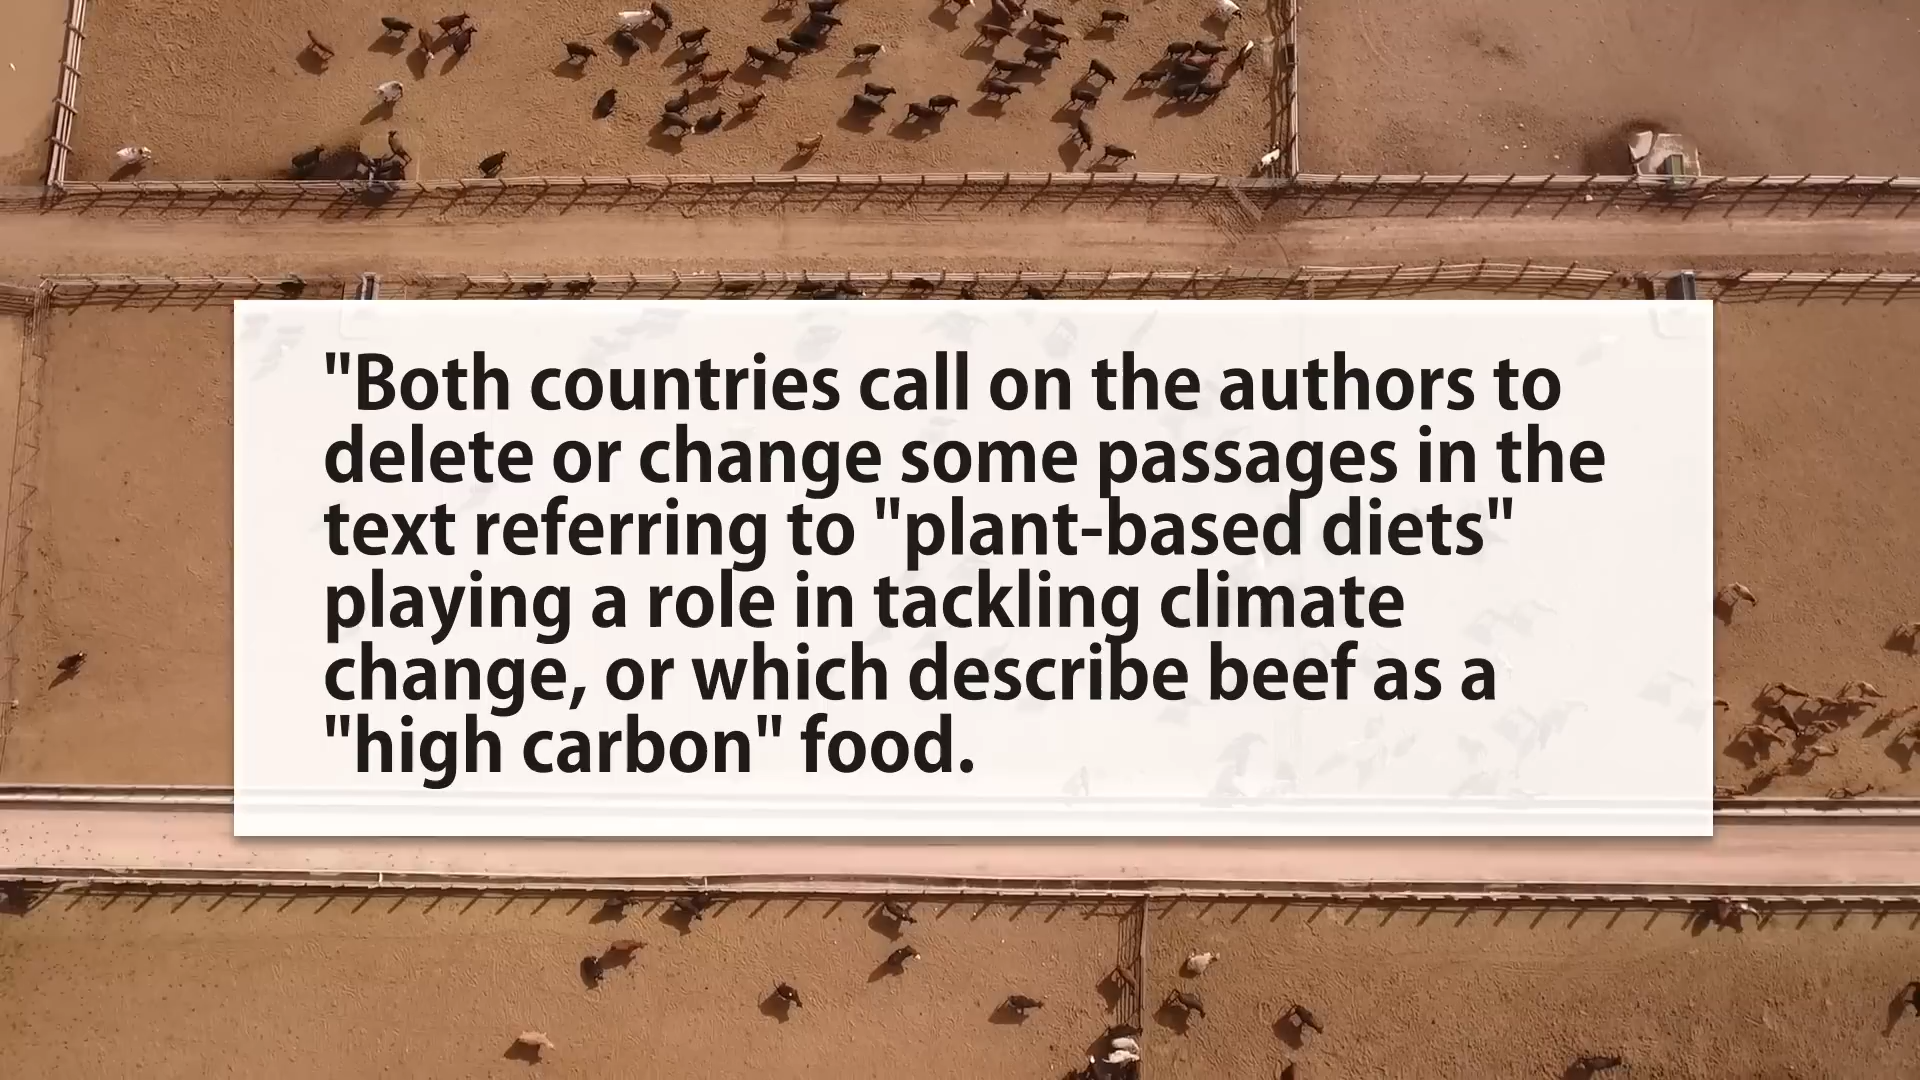 "Both countries call on the authors to
delete or change some passages in the
text referring to "plant-based diets"
playing a role in tackling climate
change, or which describe beef as a
"high carbon" food.